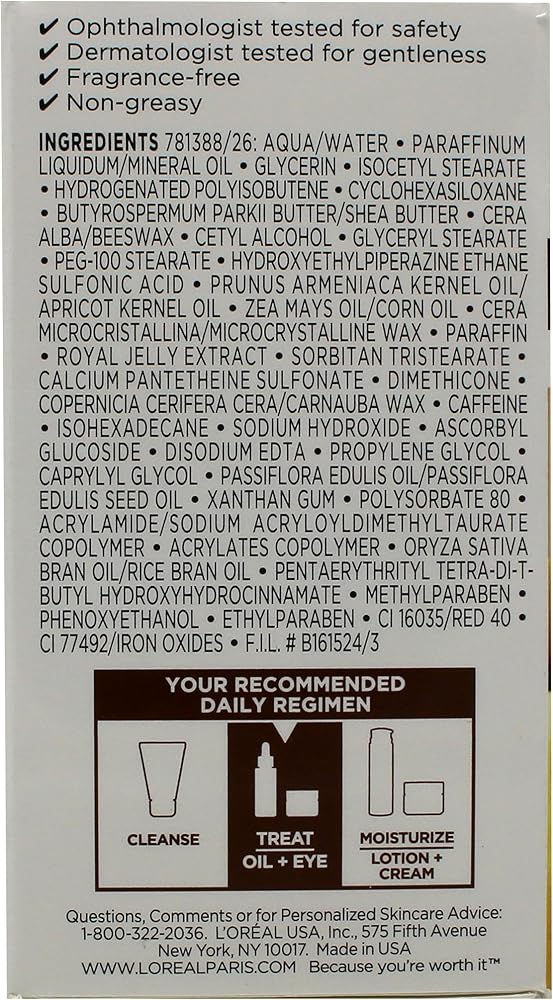 ✔ Ophthalmologist tested for safety
✔ Dermatologist tested for gentleness
✔ Fragrance-free
✔ Non-greasy
INGREDIENTS 781388/26: AQUA/WATER • PARAFFINUM
LIQUIDUM/MINERAL OIL • GLYCERIN • ISOCETYL STEARATE
• HYDROGENATED POLYISOBUTENE • CYCLOHEXASILOXANE
• BUTYROSPERMUM PARKII BUTTER/SHEA BUTTER • CERA
ALBA/BEESWAX • CETYL ALCOHOL • GLYCERYL STEARATE
• PEG-100 STEARATE • HYDROXYETHYLPIPERAZINE ETHANE
SULFONIC ACID • PRUNUS ARMENIACA KERNEL OIL/
APRICOT KERNEL OIL • ZEA MAYS OIL/CORN OIL • CERA
MICROCRISTALLINA/MICROCRYSTALLINE WAX • PARAFFIN
• ROYAL JELLY EXTRACT • SORBITAN TRISTEARATE •
CALCIUM PANTETHEINE SULFONATE • DIMETHICONE •
COPERNICIA CERIFERA CERA/CARNAUBA WAX • CAFFEINE
• ISOHEXADECANE • SODIUM HYDROXIDE • ASCORBYL
GLUCOSIDE • DISODIUM EDTA • PROPYLENE GLYCOL •
CAPRYLYL GLYCOL • PASSIFLORA EDULIS OIL/PASSIFLORA
EDULIS SEED OIL • XANTHAN GUM • POLYSORBATE 80 •
ACRYLAMIDE/SODIUM ACRYLOYLDIMETHYLTAURATE
COPOLYMER • ACRYLATES COPOLYMER • ORYZA SATIVA
BRAN OIL/RICE BRAN OIL • PENTAERYTHRITYL TETRA-DI-T-
BUTYL HYDROXYHYDROCINNAMATE • METHYLPARABEN •
PHENOXYETHANOL • ETHYLPARABEN • CI 16035/RED 40 •
CI 77492/IRON OXIDES • F.I.L. # B161524/3
YOUR RECOMMENDED
DAILY REGIMEN
CLEANSE
TREAT
OIL + EYE
MOISTURIZE
LOTION +
CREAM
Questions, Comments or for Personalized Skincare Advice:
1-800-322-2036. L'ORÉAL USA, Inc., 575 Fifth Avenue
New York, NY 10017. Made in USA
WWW.LOREALPARIS.COM Because you're worth it™